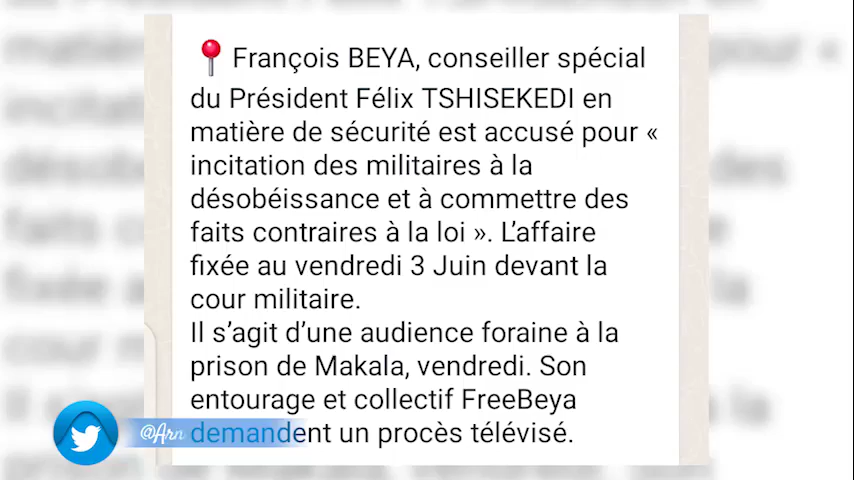 📍 François BEYA, conseiller spécial
du Président Félix TSHISEKEDI en
matière de sécurité est accusé pour «
incitation des militaires à la
désobéissance et à commettre des
faits contraires à la loi ». L’affaire
fixée au vendredi 3 Juin devant la
cour militaire.
Il s’agit d’une audience foraine à la
prison de Makala, vendredi. Son
entourage et collectif FreeBeya
demandent un procès télévisé.
@Arn